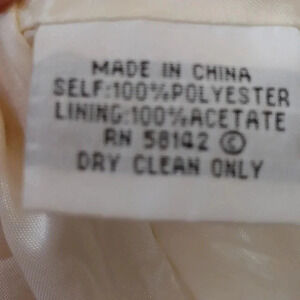 MADE IN CHINA
SELF:100%POLYESTER
LINING:100%ACETATE
RN 58142 ©
DRY CLEAN ONLY